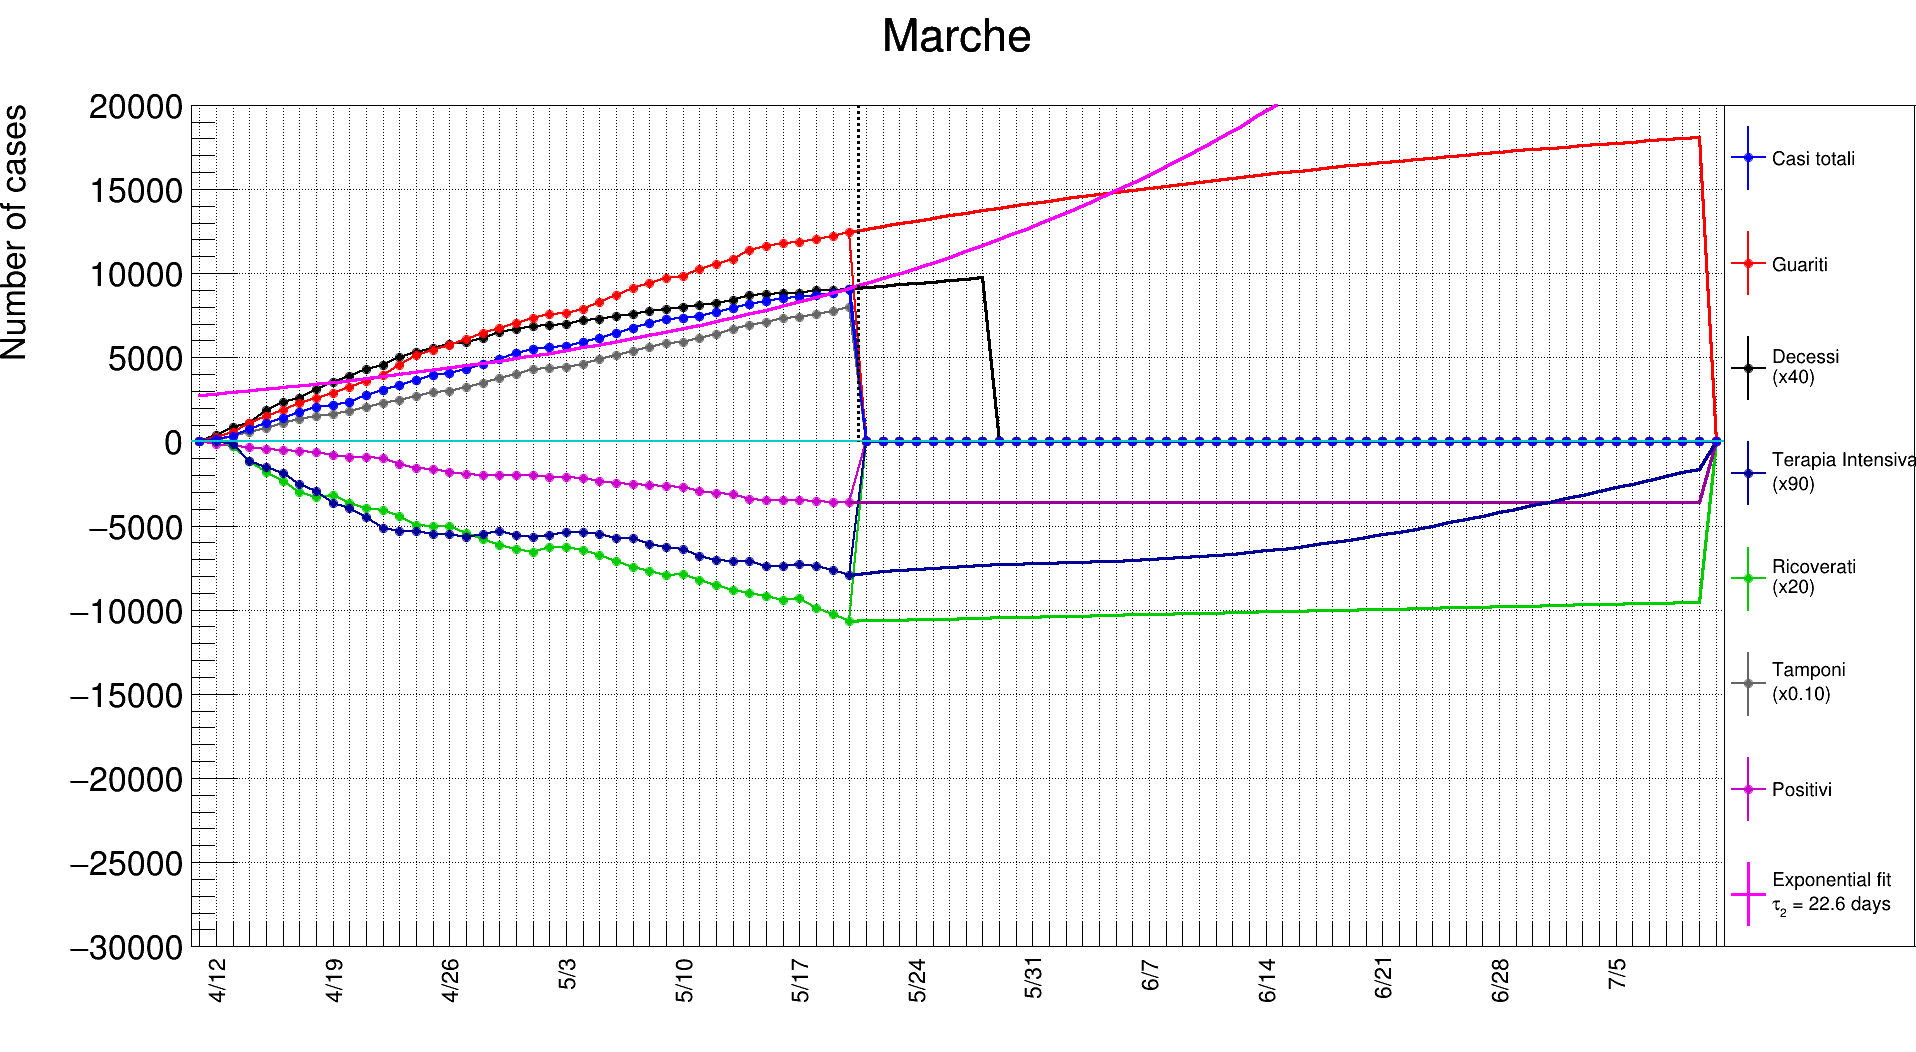 Marche
Number of cases
20000
15000
10000
5000
0
−5000
−10000
−15000
−20000
−25000
−30000
4/12
4/19
4/26
5/3
5/10
5/17
5/24
5/31
6/7
6/14
6/21
6/28
7/5
Casi totali
Guariti
Decessi
(x40)
Terapia Intensiva
(x90)
Ricoverati
(x20)
Tamponi
(x0.10)
Positivi
Exponential fit
τ2 = 22.6 days